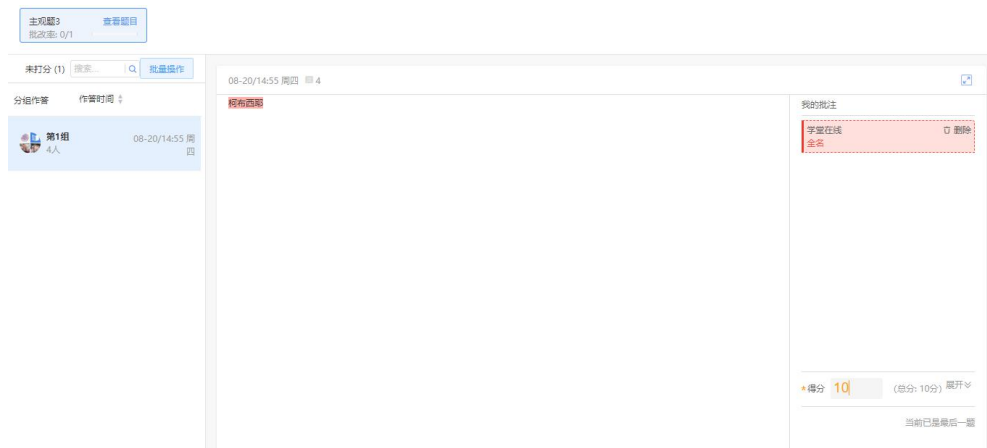 主观题3 查看题目
批改率: 0/1
未打分 (1) 搜索... 批量操作
分组作答 作答时间
第1组 08-20/14:55 周四
4人
08-20/14:55 周四 4
柯布西耶
我的批注
学堂在线 删除
全名
*得分 10 (总分: 10分) 展开
当前已是最后一题